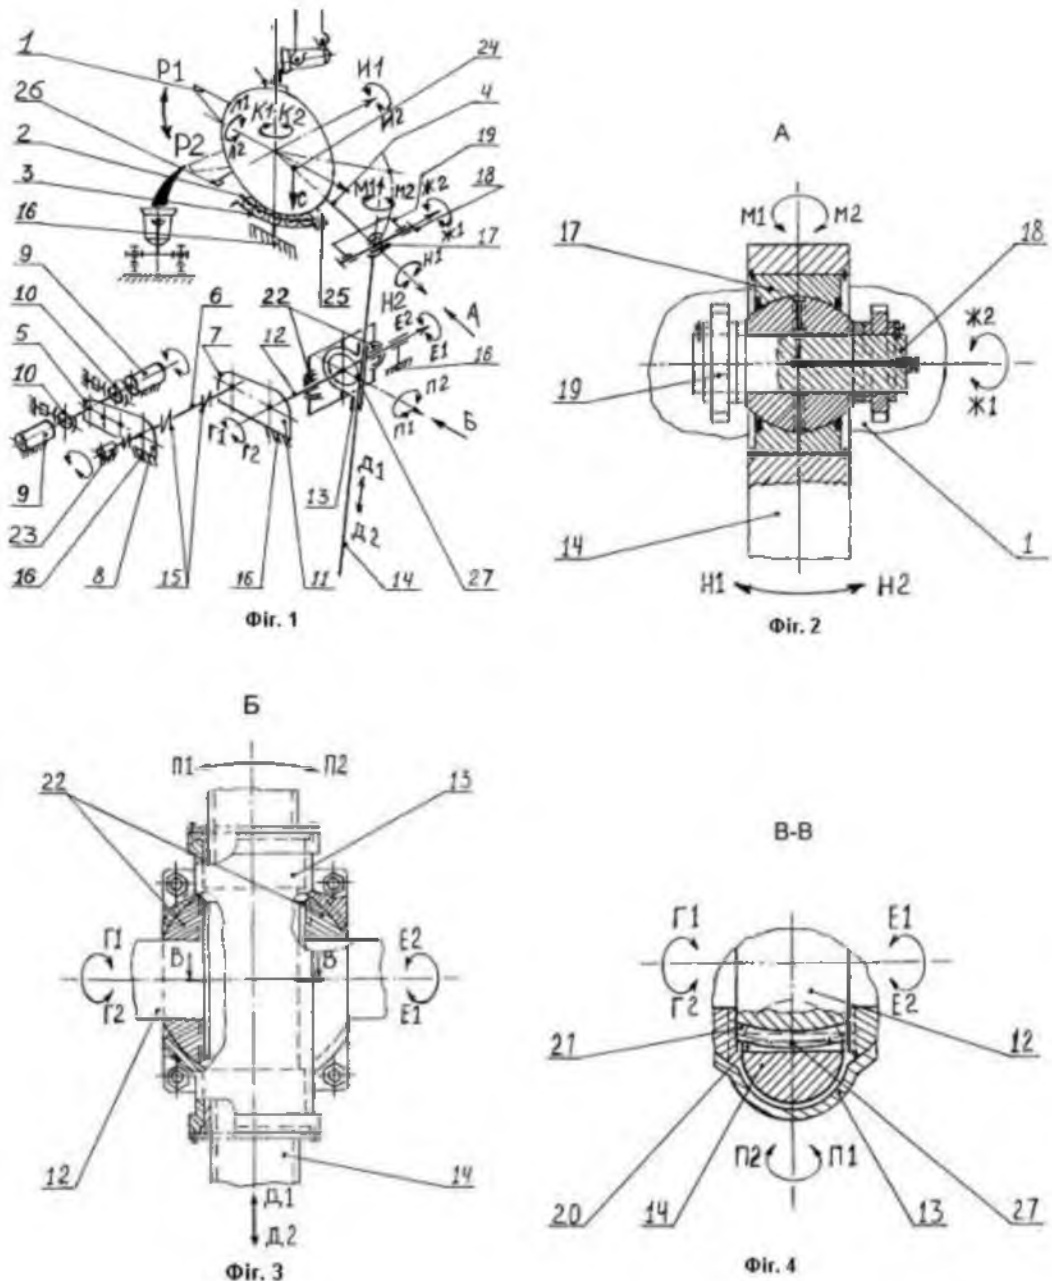 1
Р1
26
2
Р2
3
16
9
10
5
10
9
23
16
8
15
16
11
13
14
27
6
7
12
22
25
Л1
Л2
К1
К2
И1
И2
24
4
19
18
17
М1
М2
Ж2
Ж1
С
Н1
Н2
А
Е2
Е1
16
П2
П1
Б
Г1
Г2
Д1
Д2
Фіг. 1
А
М1
М2
17
18
Ж2
Ж1
19
14
1
Н1
Н2
Фіг. 2
Б
П1
П2
22
13
Г1
Г2
В
В
Е2
Е1
12
14
Д1
Д2
Фіг. 3
В-В
Г1
Г2
Е1
Е2
21
12
20
14
П2
П1
13
27
Фіг. 4